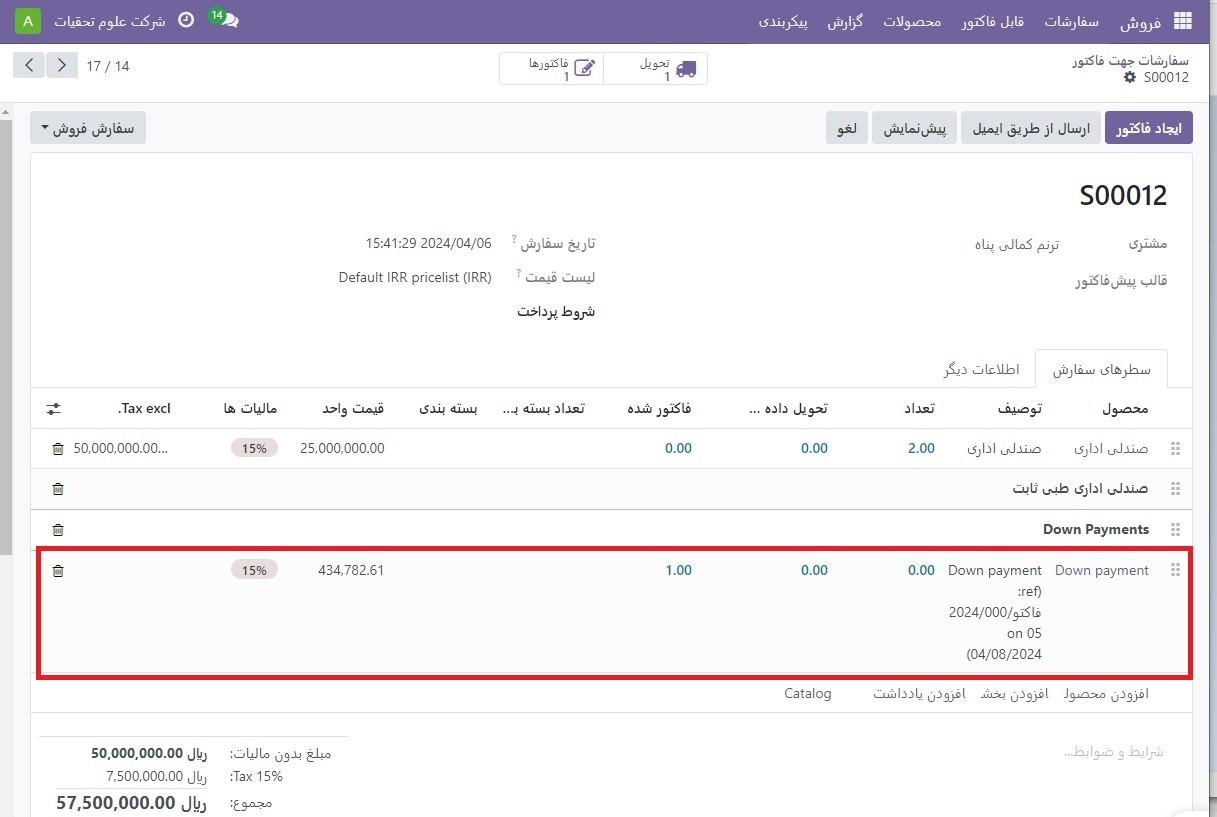 فروش سفارشات قابل فاکتور محصولات گزارش پیکربندی 14 شرکت علوم تحقیات A
سفارشات جهت فاکتور
S00012
تحویل 1
فاکتورها 1
17 / 14
ایجاد فاکتور ارسال از طریق ایمیل پیش‌نمایش لغو سفارش فروش
S00012
مشتری ترنم کمالی پناه
قالب پیش‌فاکتور
تاریخ سفارش ? 2024/04/06 15:41:29
لیست قیمت ? Default IRR pricelist (IRR)
شروط پرداخت
سطرهای سفارش اطلاعات دیگر
محصول توصیف تعداد تحویل داده ... فاکتور شده تعداد بسته ب... بسته بندی قیمت واحد مالیات ها Tax excl.
صندلی اداری صندلی اداری 2.00 0.00 0.00 25,000,000.00 15% 50,000,000.00...
صندلی اداری طبی ثابت
Down Payments
Down payment Down payment 0.00 0.00 1.00 434,782.61 15%
(ref:
فاکتو/2024/000
05 on
04/08/2024)
افزودن محصول افزودن بخش افزودن یادداشت Catalog
شرایط و ضوابط...
مبلغ بدون مالیات: 50,000,000.00 ریال
Tax 15%: 7,500,000.00 ریال
مجموع: 57,500,000.00 ریال